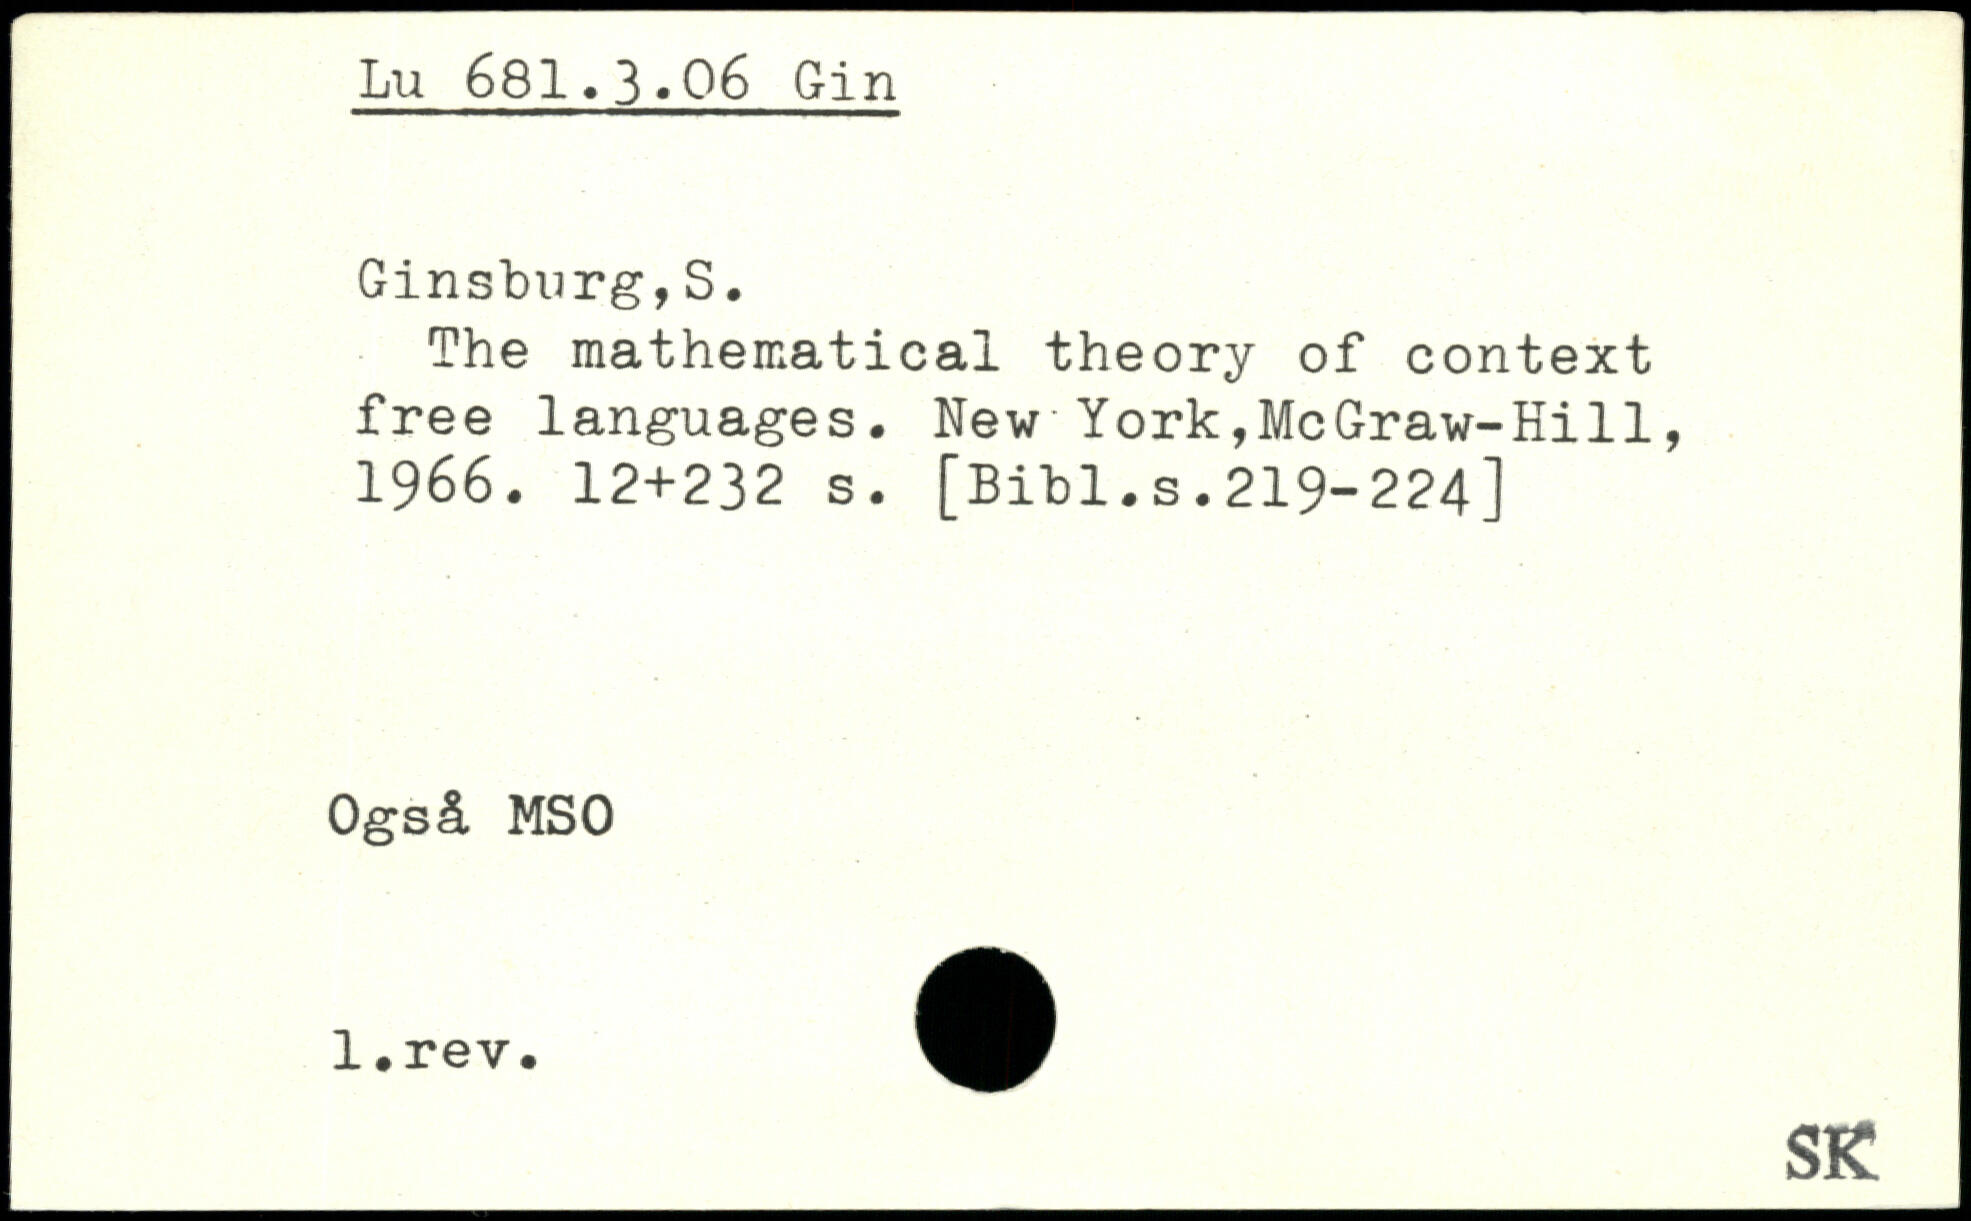 Lu 681.3.06 Gin
Ginsburg,S.
The mathematical theory of context
free languages. New York,McGraw-Hill,
1966. 12+232 s. [Bibl.s.219-224]
Også MSO
1.rev.
SK